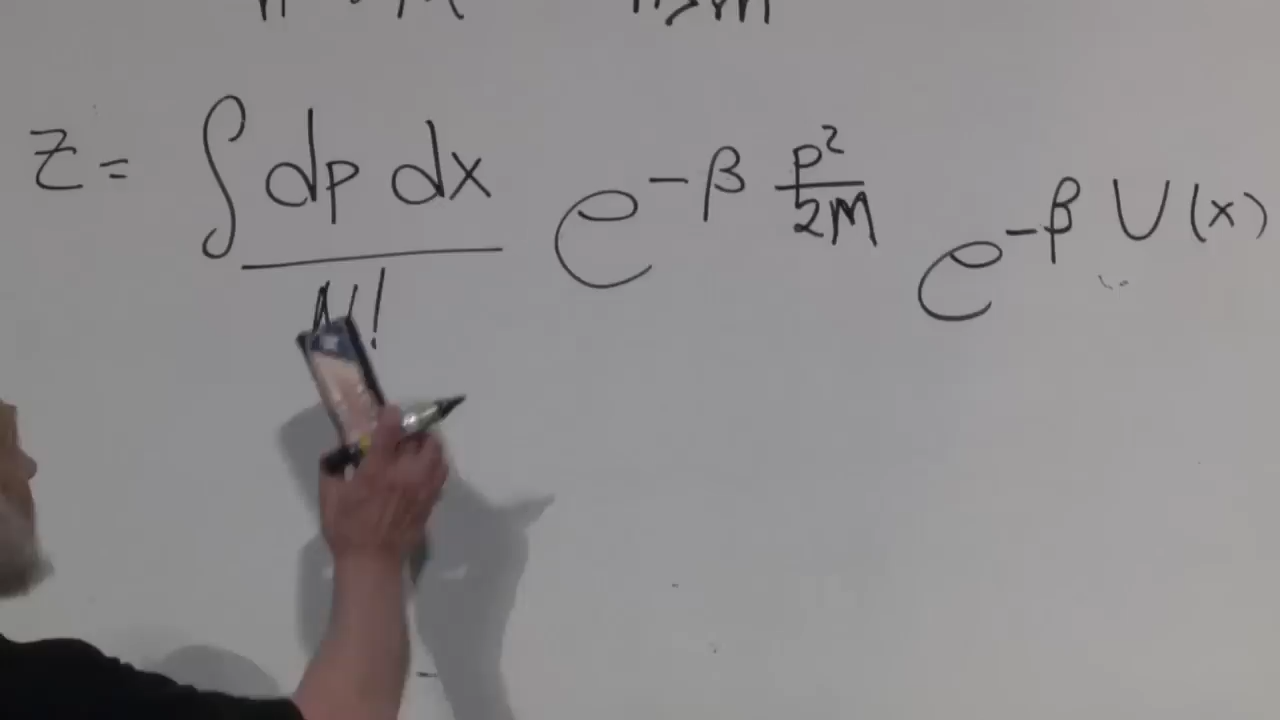 Z = ∫ dp dx / N! e^{-β p²/2M} e^{-β U(x)}